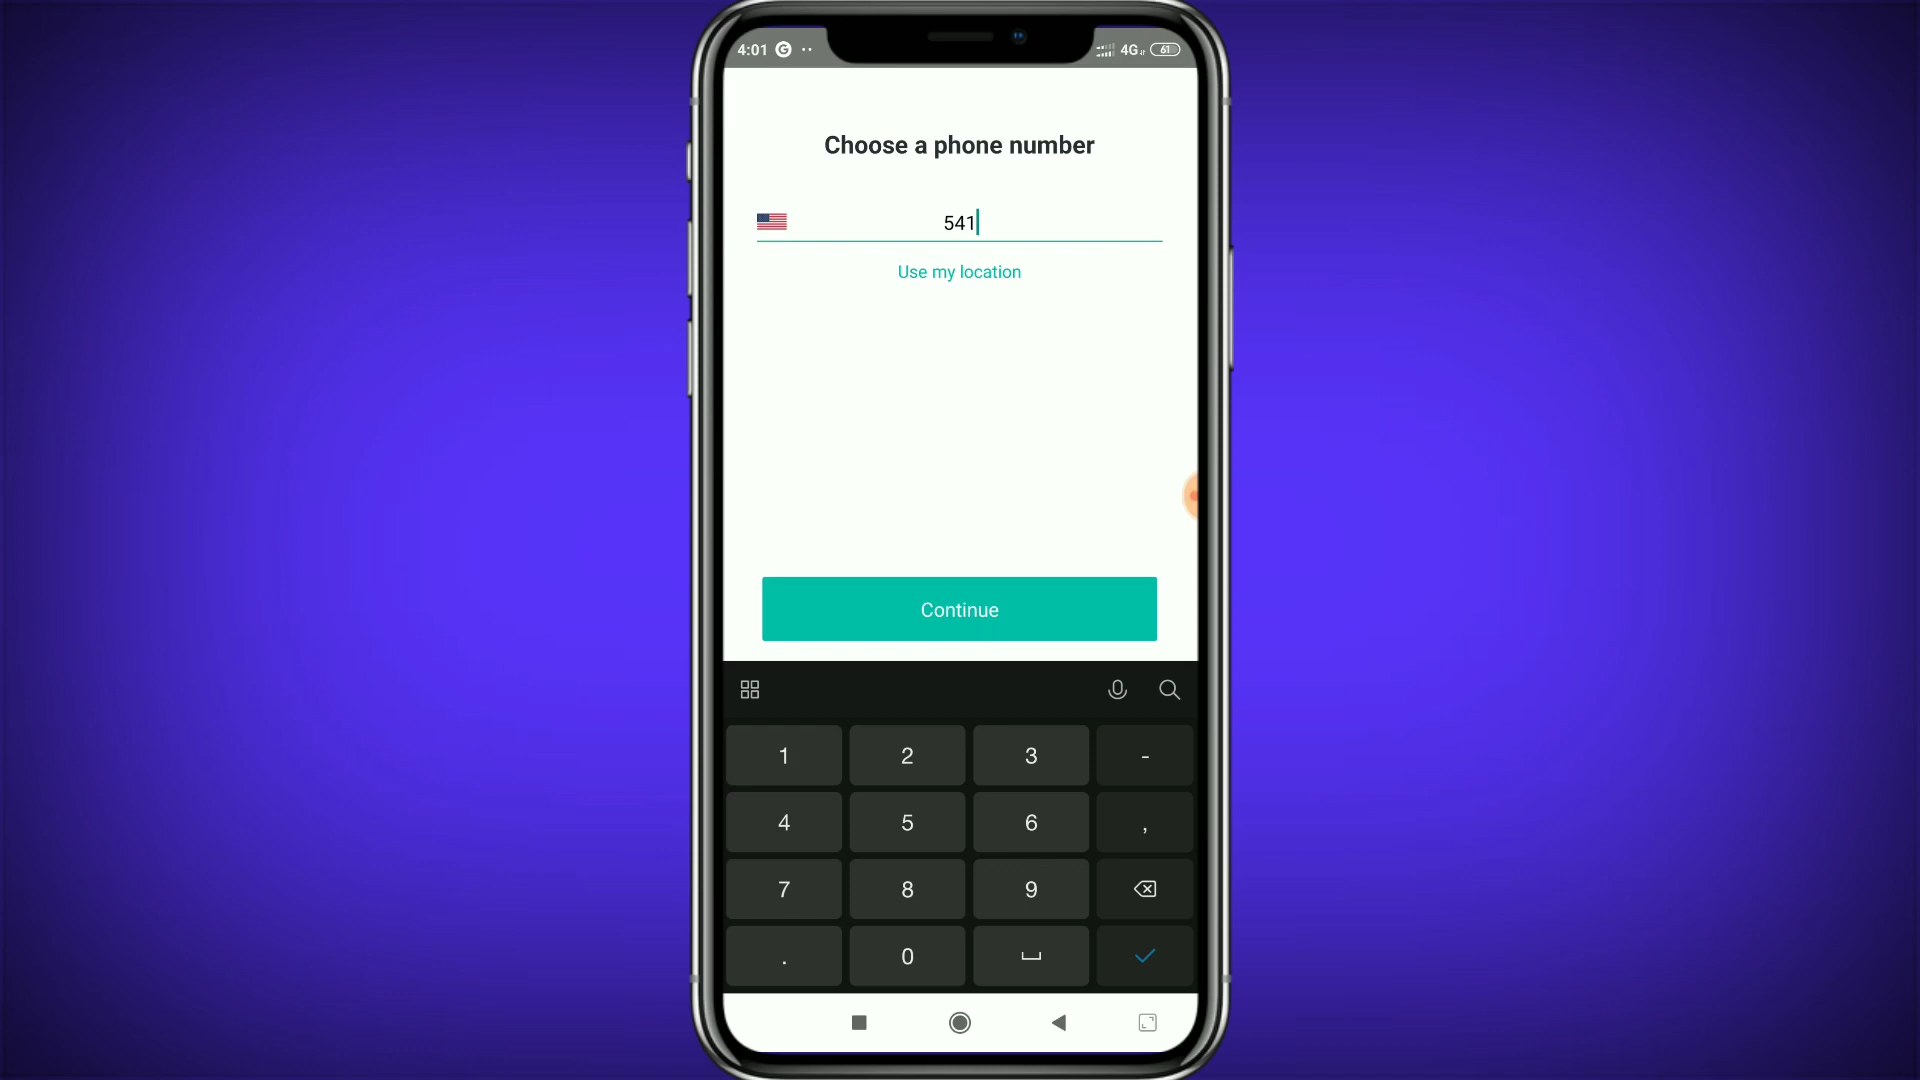 4:01 G 4G 61
Choose a phone number
541
Use my location
Continue
1 2 3 -
4 5 6 ,
7 8 9
. 0